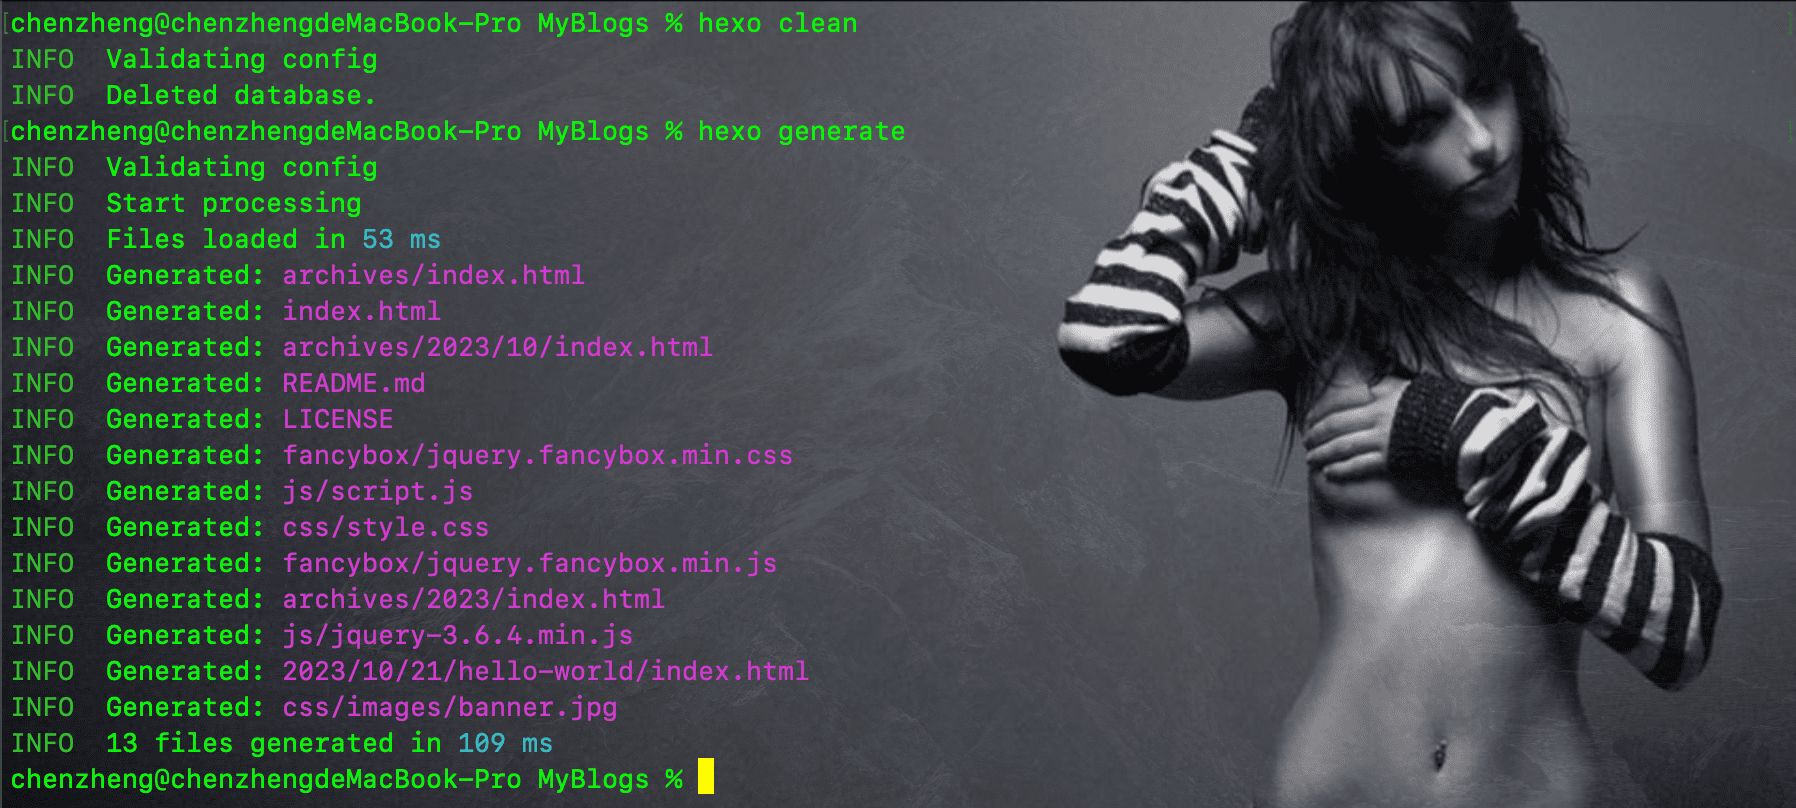 [chenzheng@chenzhengdeMacBook-Pro MyBlogs % hexo clean
INFO  Validating config
INFO  Deleted database.
[chenzheng@chenzhengdeMacBook-Pro MyBlogs % hexo generate
INFO  Validating config
INFO  Start processing
INFO  Files loaded in 53 ms
INFO  Generated: archives/index.html
INFO  Generated: index.html
INFO  Generated: archives/2023/10/index.html
INFO  Generated: README.md
INFO  Generated: LICENSE
INFO  Generated: fancybox/jquery.fancybox.min.css
INFO  Generated: js/script.js
INFO  Generated: css/style.css
INFO  Generated: fancybox/jquery.fancybox.min.js
INFO  Generated: archives/2023/index.html
INFO  Generated: js/jquery-3.6.4.min.js
INFO  Generated: 2023/10/21/hello-world/index.html
INFO  Generated: css/images/banner.jpg
INFO  13 files generated in 109 ms
chenzheng@chenzhengdeMacBook-Pro MyBlogs %